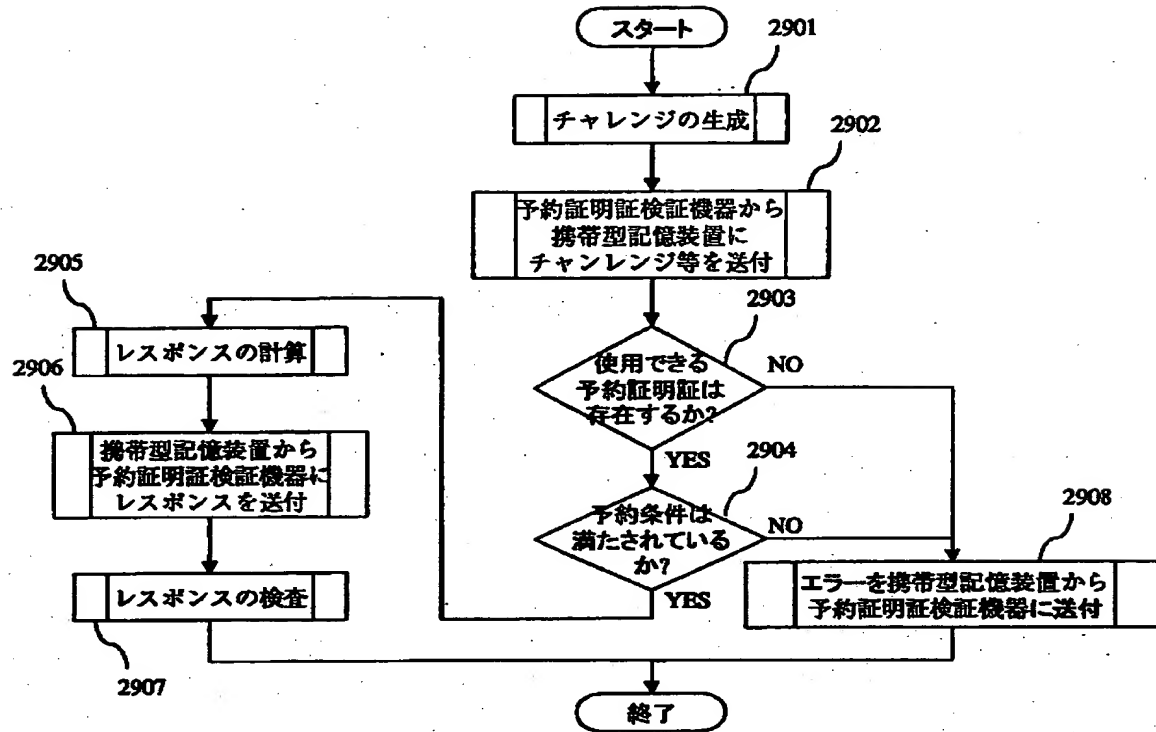 スタート
2901
チャレンジの生成
2902
予約証明証検証機器から
携帯型記憶装置に
チャンレンジ等を送付
2903
使用できる
予約証明証は
存在するか?
NO
YES
2904
予約条件は
満たされている
か?
NO
YES
2905
レスポンスの計算
2906
携帯型記憶装置から
予約証明証検証機器に
レスポンスを送付
レスポンスの検査
2907
2908
エラーを携帯型記憶装置から
予約証明証検証機器に送付
終了